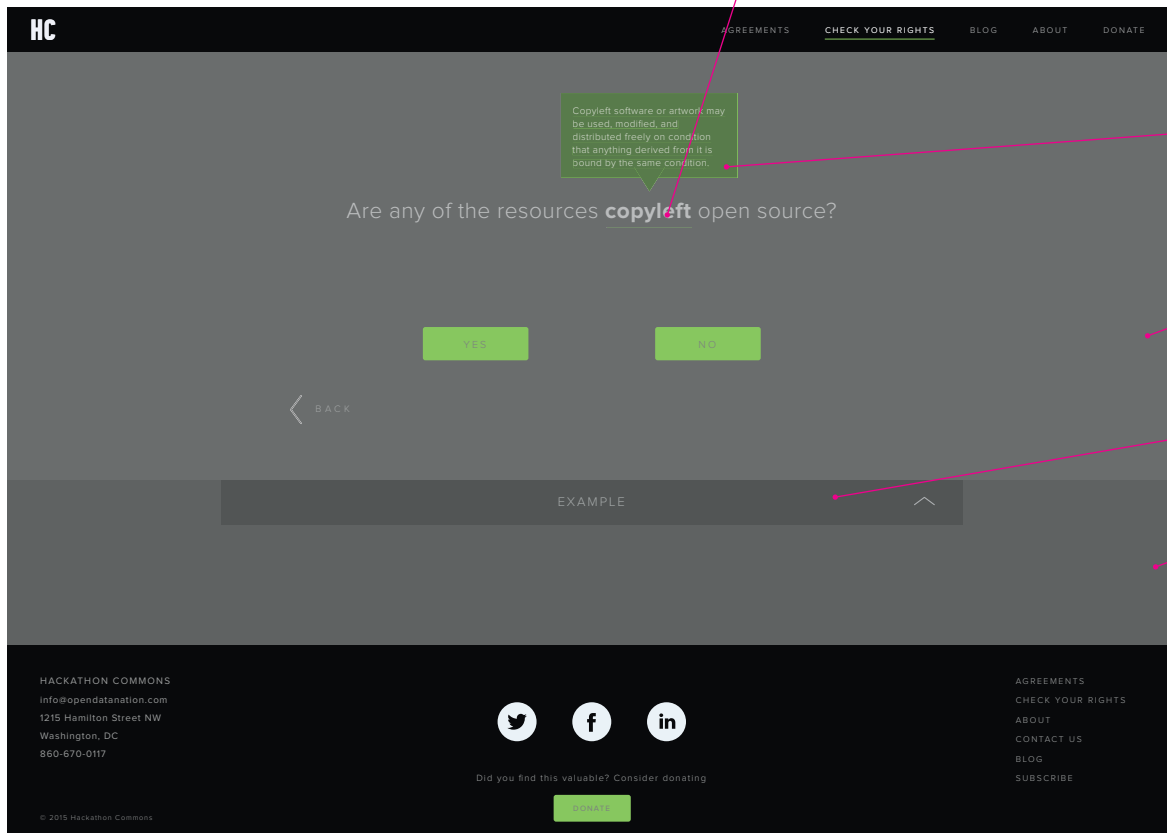 HC
AGREEMENTS CHECK YOUR RIGHTS BLOG ABOUT DONATE
Copyleft software or artwork may
be used, modified, and
distributed freely on condition
that anything derived from it is
bound by the same condition.
Are any of the resources copyleft open source?
YES NO
BACK
EXAMPLE
HACKATHON COMMONS
info@opendatanation.com
1215 Hamilton Street NW
Washington, DC
860-670-0117
© 2015 Hackathon Commons
Did you find this valuable? Consider donating
DONATE
AGREEMENTS
CHECK YOUR RIGHTS
ABOUT
CONTACT US
BLOG
SUBSCRIBE